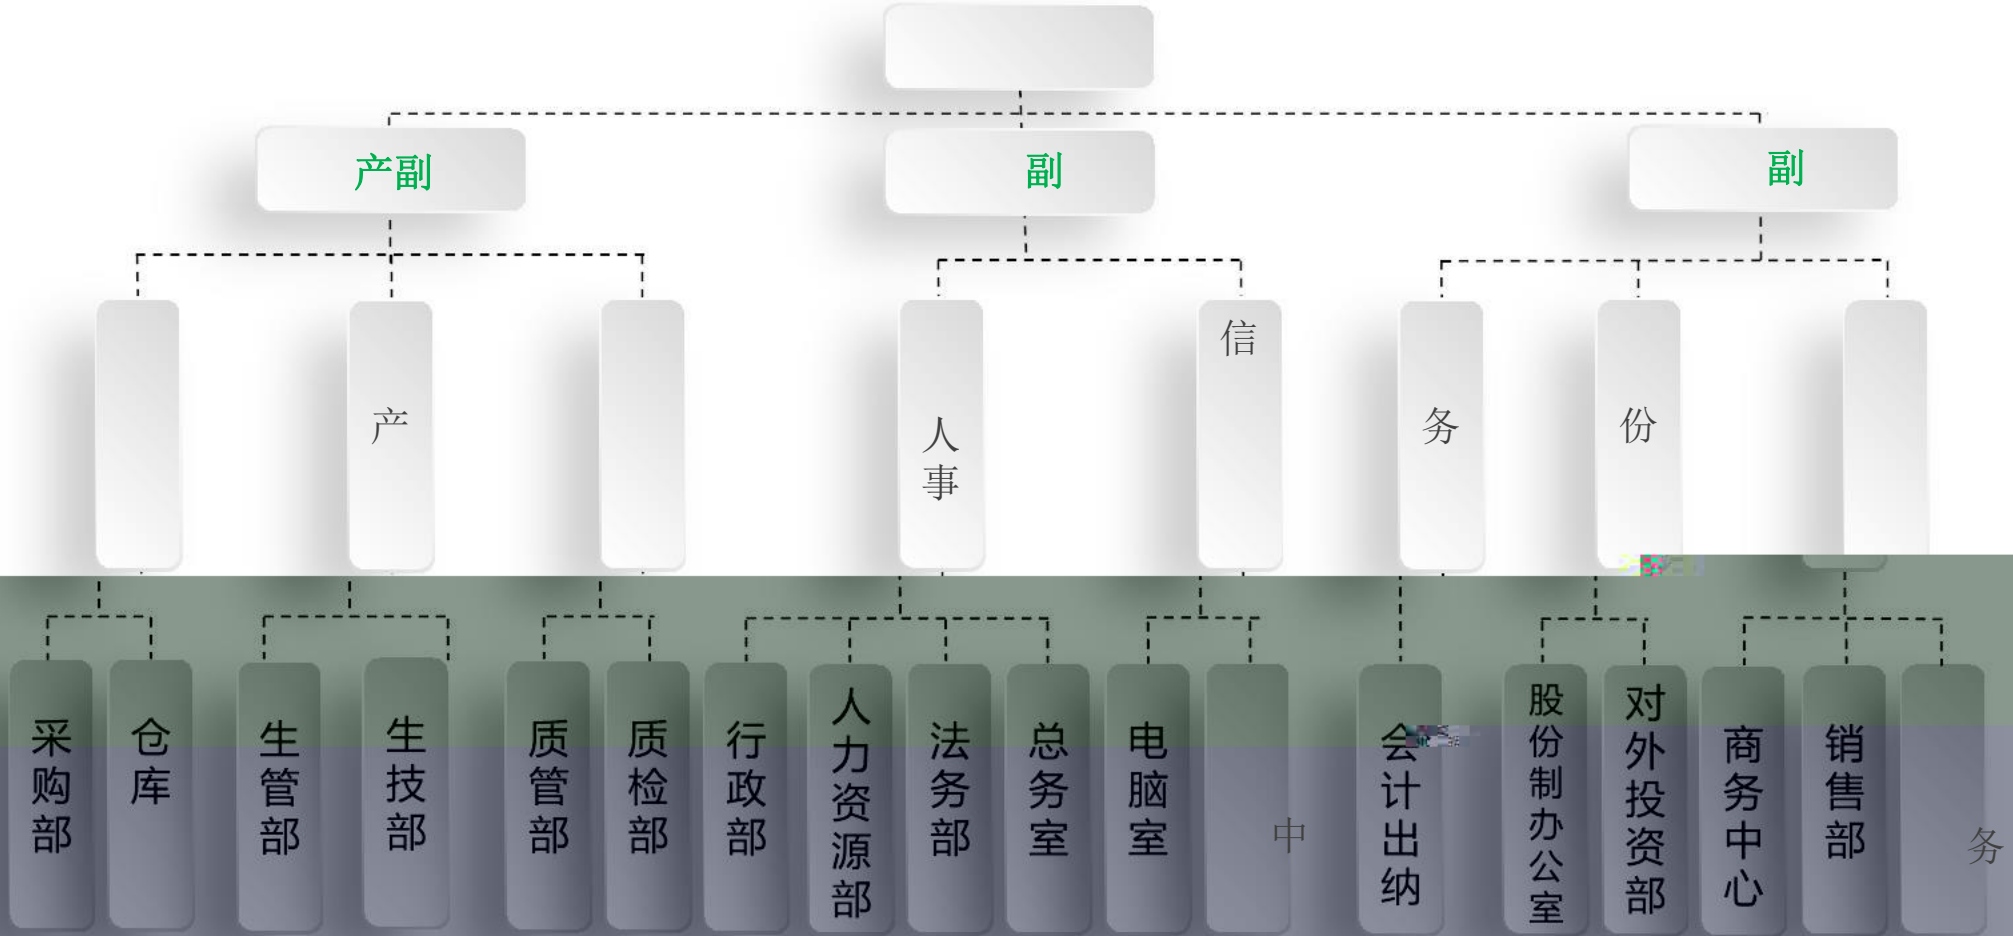 产副
副
副
产
人事
信
务
份
采购部
仓库
生管部
生技部
质管部
质检部
行政部
人力资源部
法务部
总务室
电脑室
中
会计出纳
股份制办公室
对外投资部
商务中心
销售部
务